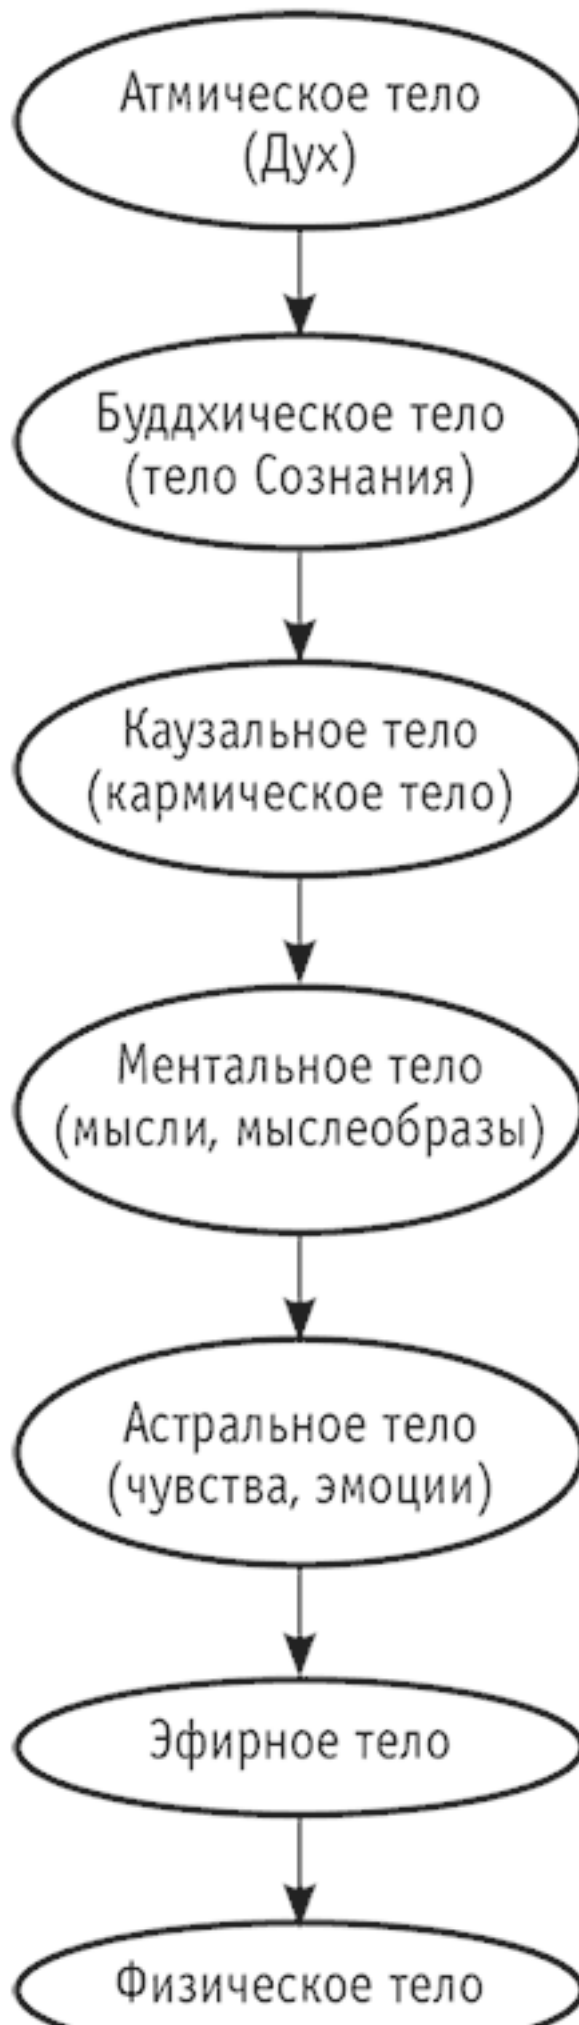 Атмическое тело
(Дух)
Буддхическое тело
(тело Сознания)
Каузальное тело
(кармическое тело)
Ментальное тело
(мысли, мыслеобразы)
Астральное тело
(чувства, эмоции)
Эфирное тело
Физическое тело